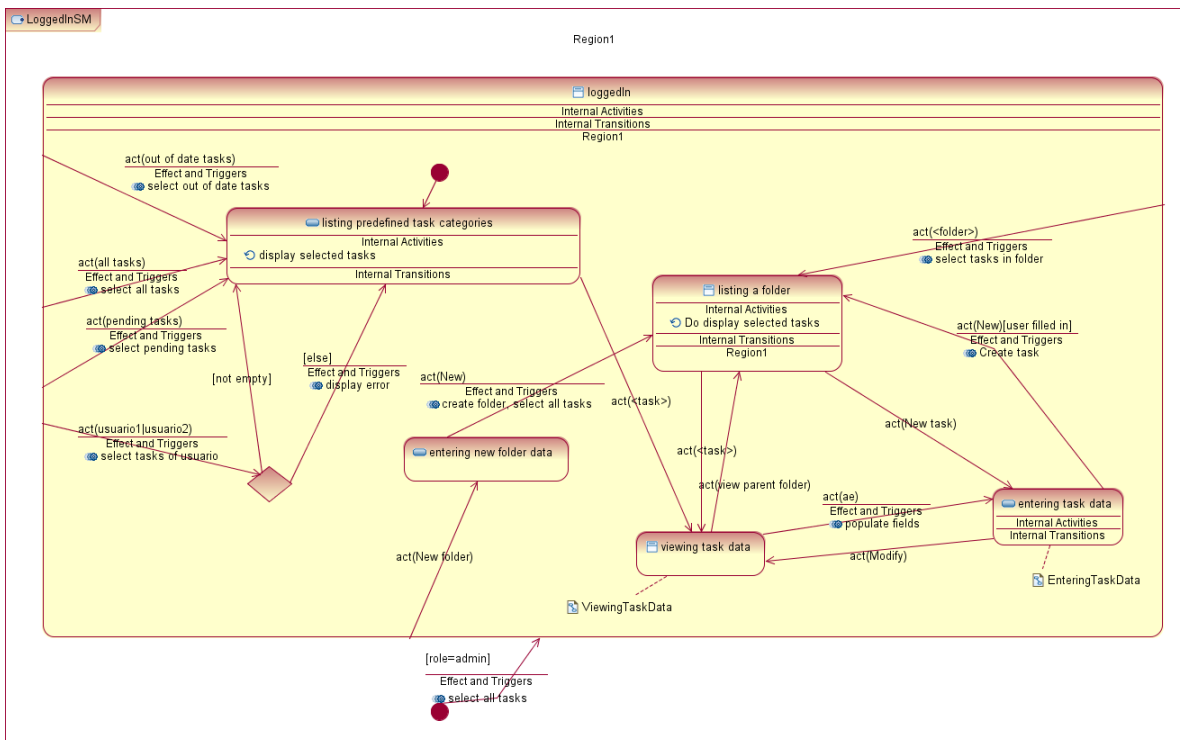 LoggedInSM
Region1
loggedIn
Internal Activities
Internal Transitions
Region1
act(out of date tasks)
Effect and Triggers
select out of date tasks
listing predefined task categories
Internal Activities
display selected tasks
Internal Transitions
act(all tasks)
Effect and Triggers
select all tasks
act(pending tasks)
Effect and Triggers
select pending tasks
act(<folder>)
Effect and Triggers
select tasks in folder
listing a folder
Internal Activities
Do display selected tasks
Internal Transitions
Region1
act(New)[user filled in]
Effect and Triggers
Create task
[not empty]
[else]
Effect and Triggers
display error
act(New)
Effect and Triggers
create folder, select all tasks
act(<task>)
act(usuario1|usuario2)
Effect and Triggers
select tasks of usuario
entering new folder data
act(<task>)
act(New task)
act(view parent folder)
act(ae)
Effect and Triggers
populate fields
entering task data
Internal Activities
Internal Transitions
viewing task data
act(Modify)
act(New folder)
EnteringTaskData
ViewingTaskData
[role=admin]
Effect and Triggers
select all tasks